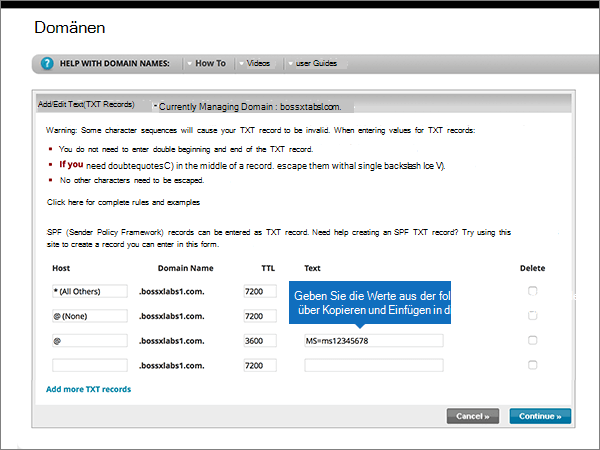 Domänen
? HELP WITH DOMAIN NAMES: How To Videos user Guides
Add/Edit Text(TXT Records) * Currently Managing Domain : bossxtabsl.com.
Warning: Some character sequences will cause your TXT record to be invalid. When entering values for TXT records:
You do not need to enter double beginning and end of the TXT record.
If you need doubtequotesC) in the middle of a record. escape them withal single backslash Ice V).
No other characters need to be escaped.
Click here for complete rules and examples
SPF (Sender Policy Framework) records can be entered as TXT record. Need help creating an SPF TXT record? Try using this
site to create a record you can enter in this form.
Host Domain Name TTL Text Delete
* (All Others) .bossxlabs1.com. 7200
Geben Sie die Werte aus der fol
über Kopieren und Einfügen in d
@ (None) .bossxlabs1.com. 7200
@ .bossxlabs1.com. 3600 MS=ms12345678
.bossxlabs1.com. 7200
Add more TXT records
Cancel » Continue »